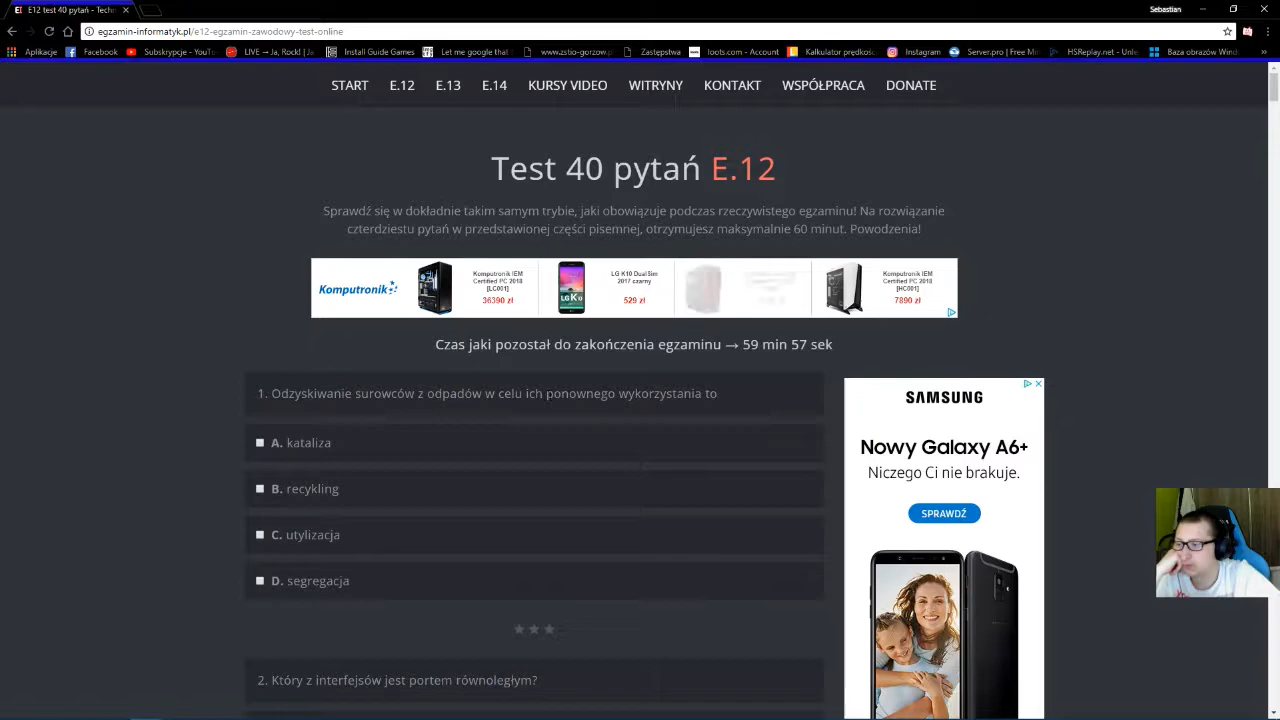 E12 test 40 pytań - Techn
Sebastian
egzamin-informatyk.pl/e12-egzamin-zawodowy-test-online
Aplikacje
Facebook
Subskrypcje - YouT
LIVE → Ja, Rock! | Ja
Install Guide Games
Let me google that
www.zstio-gorzow.p
Zastępstwa
loots.com - Account
Kalkulator prędkośc
Instagram
Server.pro | Free Min
HSReplay.net - Unle
Baza obrazów Wind
START
E.12
E.13
E.14
KURSY VIDEO
WITRYNY
KONTAKT
WSPÓŁPRACA
DONATE
Test 40 pytań E.12
Sprawdź się w dokładnie takim samym trybie, jaki obowiązuje podczas rzeczywistego egzaminu! Na rozwiązanie
czterdziestu pytań w przedstawionej części pisemnej, otrzymujesz maksymalnie 60 minut. Powodzenia!
Komputronik
Komputronik IEM
Certified PC 2018
[LG001]
36390 zł
LG K10
LG K10 Dual Sim
2017 czarny
529 zł
Komputronik IEM
Certified PC 2018
[HC001]
7890 zł
Czas jaki pozostał do zakończenia egzaminu → 59 min 57 sek
1. Odzyskiwanie surowców z odpadów w celu ich ponownego wykorzystania to
A. kataliza
B. recykling
C. utylizacja
D. segregacja
2. Który z interfejsów jest portem równoległym?
SAMSUNG
Nowy Galaxy A6+
Niczego Ci nie brakuje.
SPRAWDŹ